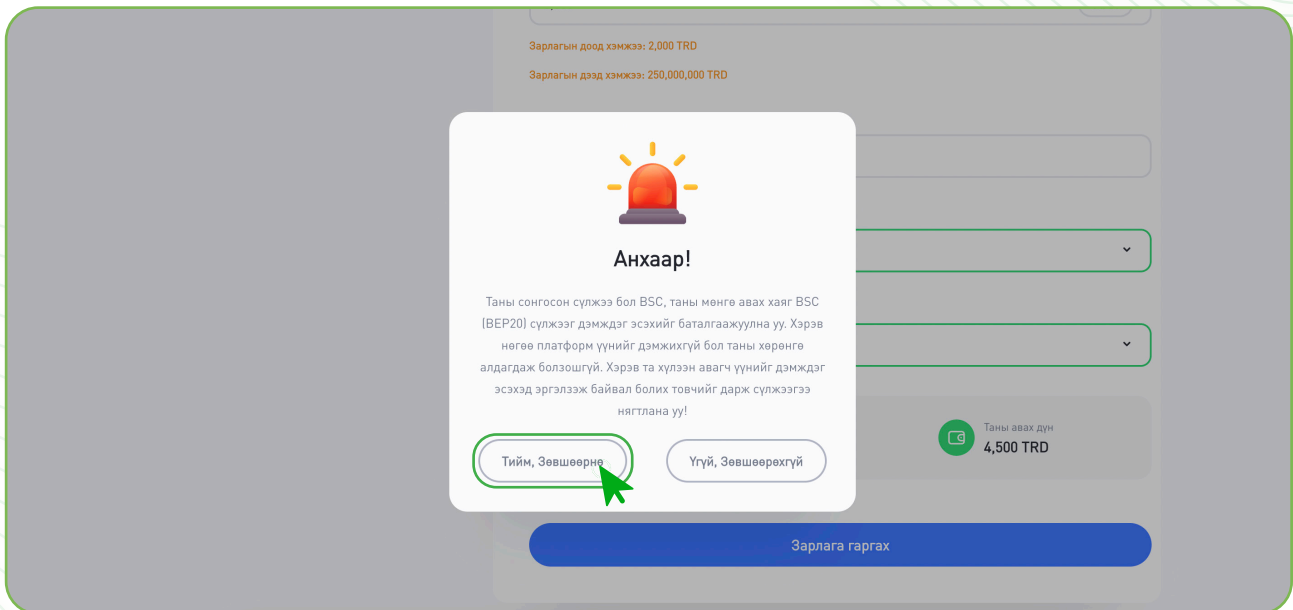 Зарлагын доод хэмжээ: 2,000 TRD
Зарлагын дээд хэмжээ: 250,000,000 TRD
Анхаар!
Таны сонгосон сүлжээ бол BSC, таны мөнгө авах хаяг BSC
(BEP20) сүлжээг дэмждэг эсэхийг баталгаажуулна уу. Хэрэв
нөгөө платформ үүнийг дэмжихгүй бол таны хөрөнгө
алдагдаж болзошгүй. Хэрэв та хүлээн авагч үүнийг дэмждэг
эсэхэд эргэлзэж байвал болих товчийг дарж сүлжээгээ
нягтлана уу!
Таны авах дүн
4,500 TRD
Тийм, Зөвшөөрнө
Үгүй, Зөвшөөрөхгүй
Зарлага гаргах